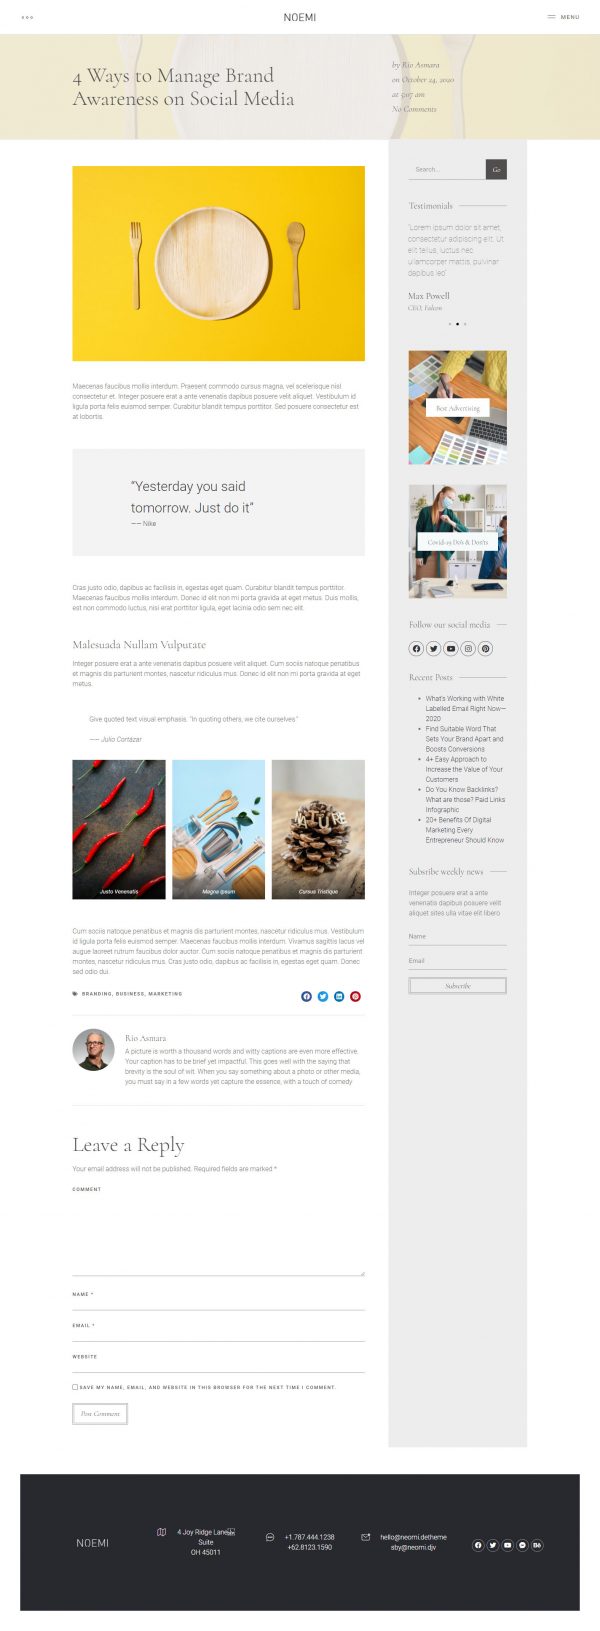 NOEMI
MENU
4 Ways to Manage Brand
Awareness on Social Media
by Rio Asmara
on October 24, 2020
at 5:07 am
No Comments
Search...
Go
Testimonials
"Lorem ipsum dolor sit amet,
consectetur adipiscing elit. Ut
elit tellus, luctus nec
ullamcorper mattis, pulvinar
dapibus leo"
Max Powell
CEO, Falcon
Best Advertising
Covid-19 Do's & Don'ts
Follow our social media
Recent Posts
What's Working with White
Labelled Email Right Now—
2020
Find Suitable Word That
Sets Your Brand Apart and
Boosts Conversions
4+ Easy Approach to
Increase the Value of Your
Customers
Do You Know Backlinks?
What are those? Paid Links
Infographic
20+ Benefits Of Digital
Marketing Every
Entrepreneur Should Know
Subsribe weekly news
Integer posuere erat a ante
venenatis dapibus posuere velit
aliquet sites ulla vitae elit libero
Name
Email
Subscribe
Maecenas faucibus mollis interdum. Praesent commodo cursus magna, vel scelerisque nisl
consectetur et. Integer posuere erat a ante venenatis dapibus posuere velit aliquet. Vestibulum id
ligula porta felis euismod semper. Curabitur blandit tempus porttitor. Sed posuere consectetur est
at lobortis.
“Yesterday you said
tomorrow. Just do it”
—— Nike
Cras justo odio, dapibus ac facilisis in, egestas eget quam. Curabitur blandit tempus porttitor.
Maecenas faucibus mollis interdum. Donec id elit non mi porta gravida at eget metus. Duis mollis,
est non commodo luctus, nisi erat porttitor ligula, eget lacinia odio sem nec elit.
Malesuada Nullam Vulputate
Integer posuere erat a ante venenatis dapibus posuere velit aliquet. Cum sociis natoque penatibus
et magnis dis parturient montes, nascetur ridiculus mus. Donec id elit non mi porta gravida at eget
metus.
Give quoted text visual emphasis. "In quoting others, we cite ourselves."
—— Julio Cortázar
NATURE
Justo Venenatis
Magna Ipsum
Cursus Tristique
Cum sociis natoque penatibus et magnis dis parturient montes, nascetur ridiculus mus. Vestibulum
id ligula porta felis euismod semper. Maecenas faucibus mollis interdum. Vivamus sagittis lacus vel
augue laoreet rutrum faucibus dolor auctor. Cum sociis natoque penatibus et magnis dis parturient
montes, nascetur ridiculus mus. Cras justo odio, dapibus ac facilisis in, egestas eget quam. Donec
sed odio dui.
BRANDING, BUSINESS, MARKETING
Rio Asmara
A picture is worth a thousand words and witty captions are even more effective.
Your caption has to be brief yet impactful. This goes well with the saying that
brevity is the soul of wit. When you say something about a photo or other media,
you must say in a few words yet capture the essence, with a touch of comedy
Leave a Reply
Your email address will not be published. Required fields are marked *
COMMENT
NAME *
EMAIL *
WEBSITE
SAVE MY NAME, EMAIL, AND WEBSITE IN THIS BROWSER FOR THE NEXT TIME I COMMENT.
Post Comment
NOEMI
4 Joy Ridge Lane
Suite
OH 45011
+1.787.444.1238
+62.8123.1590
hello@neomi.detheme
sby@neomi.djv